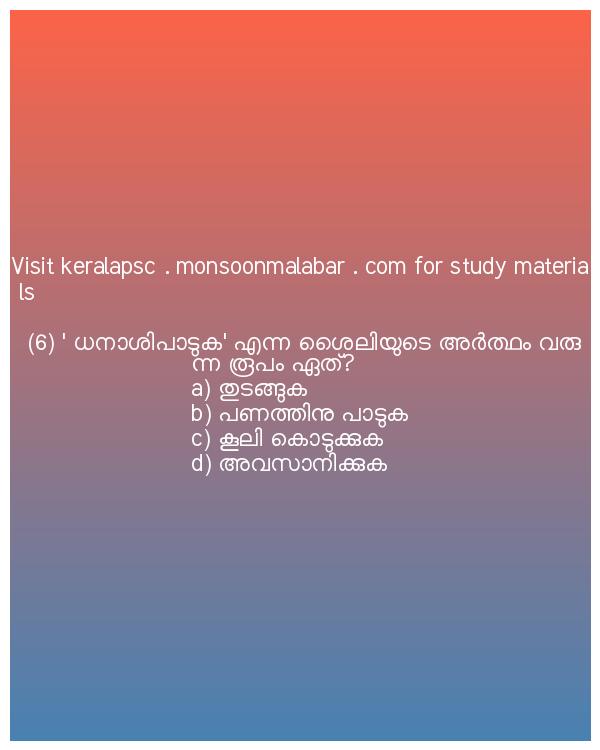 Visit keralapsc . monsoonmalabar . com for study materia
ls
(6) ' ധനാശിപാടുക' എന്ന ശൈലിയുടെ അർത്ഥം വരു
ന്ന രൂപം ഏത്?
a) തുടങ്ങുക
b) പണത്തിനു പാടുക
c) കൂലി കൊടുക്കുക
d) അവസാനിക്കുക